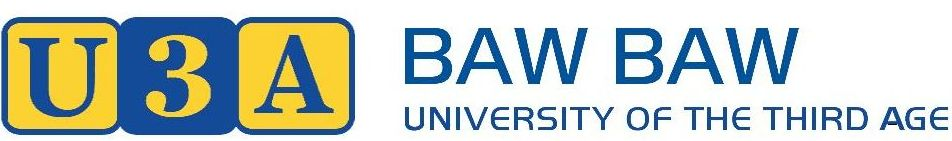 U3A
BAW BAW
UNIVERSITY OF THE THIRD AGE